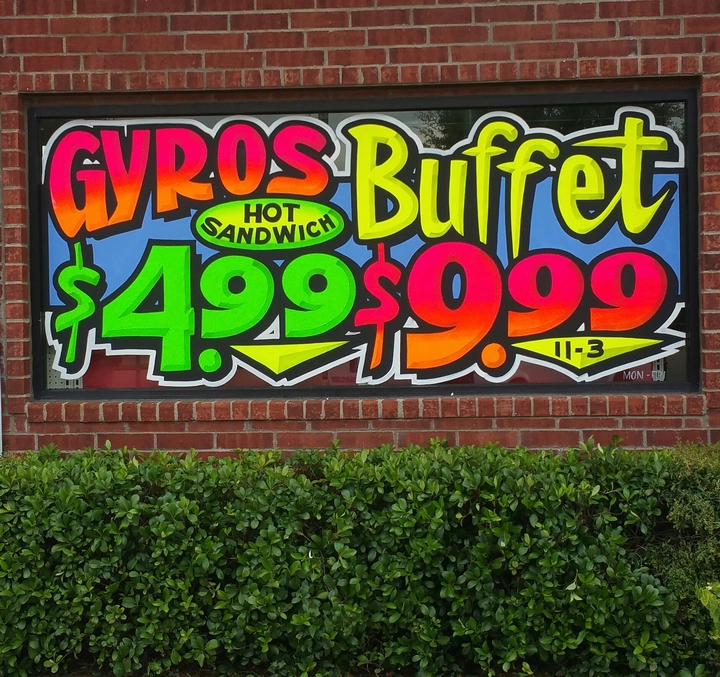 GYROS
HOT
SANDWICH
$4.99
Buffet
$9.99
11-3
MON -